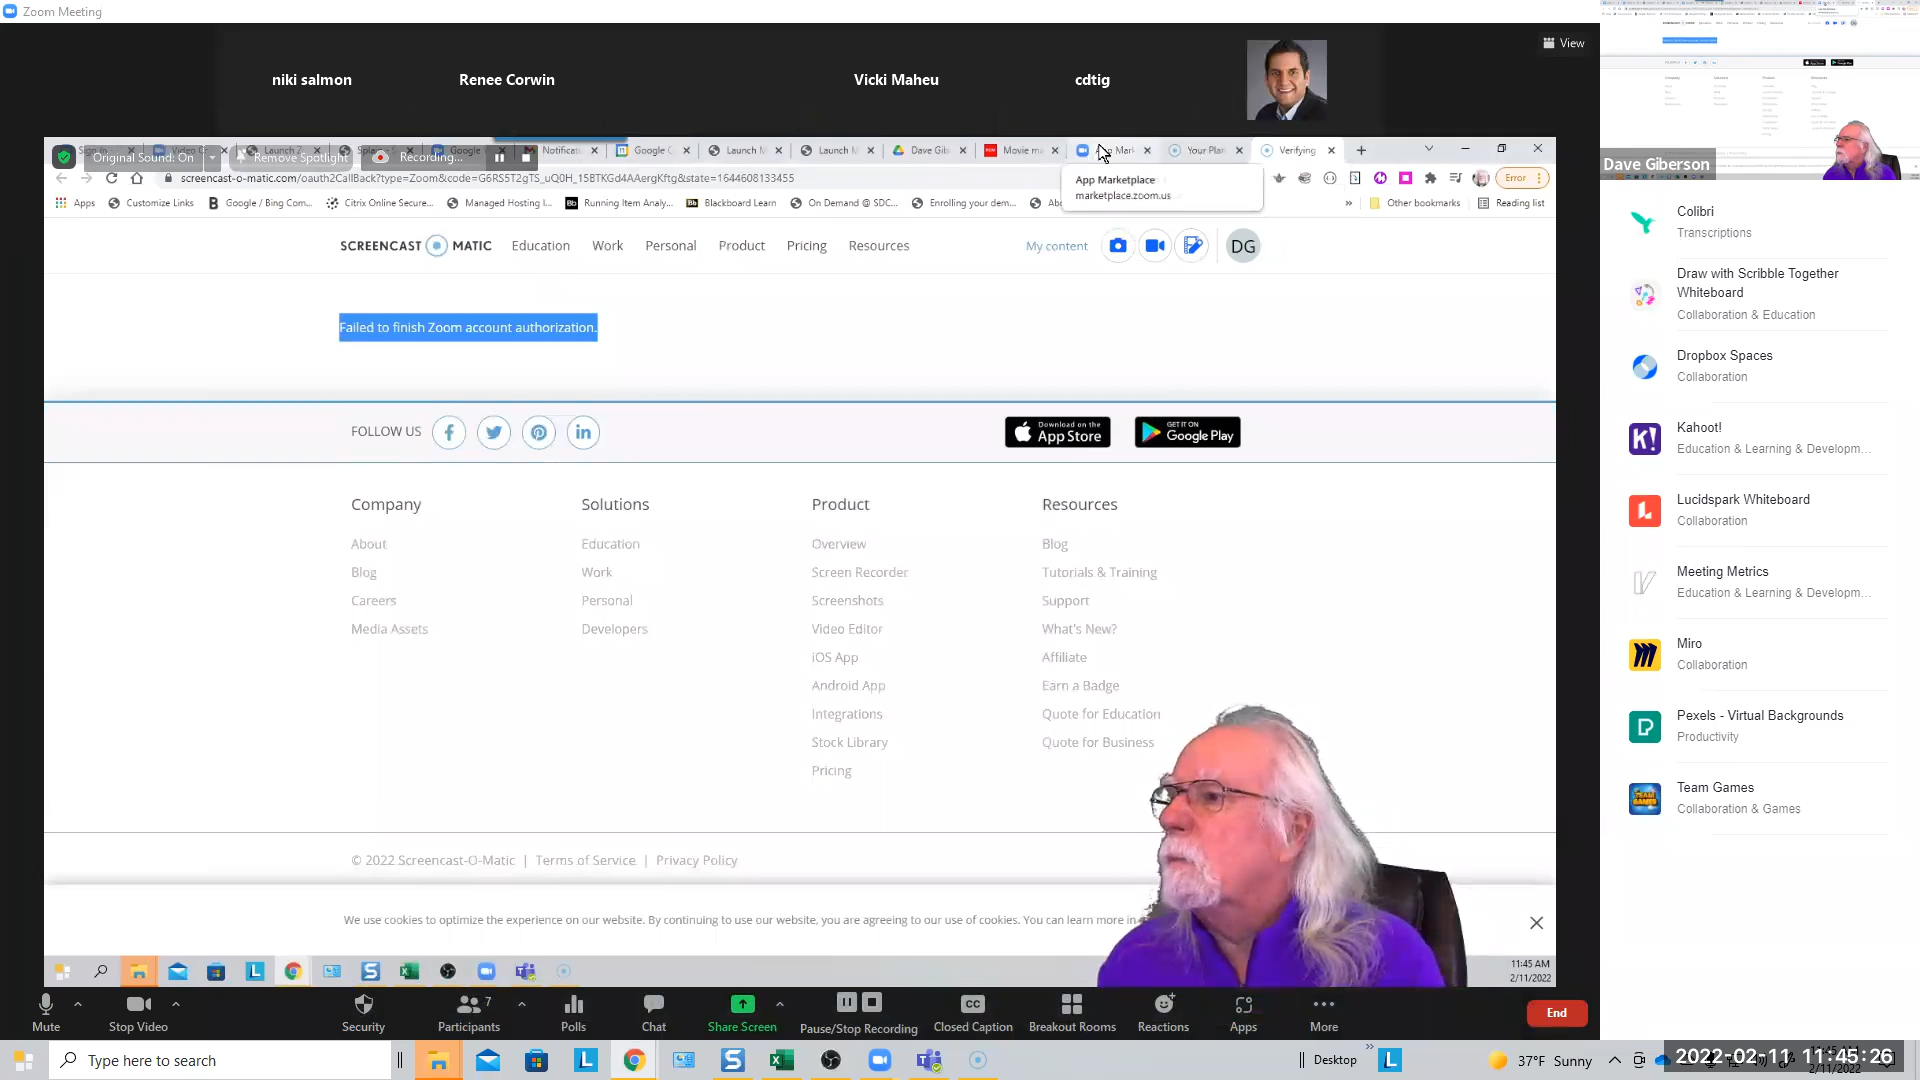 Zoom Meeting
View
niki salmon
Renee Corwin
Vicki Maheu
cdtig
Dave Giberson
Original Sound: On
Remove Spotlight
Recording...
Launch M
Launch M
Dave Gib
Movie ma
Your Plan
Verifying
screencast-o-matic.com/oauth2CallBack?type=Zoom&code=G6RS5T2gTS_uQ0H_15BTKGd4AAergKftg&state=1644608133455
Error
App Marketplace
marketplace.zoom.us
Apps
Customize Links
Google / Bing Com...
Citrix Online Secure...
Managed Hosting I...
Running Item Analy...
Blackboard Learn
On Demand @ SDC...
Enrolling your dem...
Other bookmarks
Reading list
SCREENCAST MATIC
Education
Work
Personal
Product
Pricing
Resources
My content
DG
Failed to finish Zoom account authorization.
FOLLOW US
Download on the
App Store
GET IT ON
Google Play
Company
About
Blog
Careers
Media Assets
Solutions
Education
Work
Personal
Developers
Product
Overview
Screen Recorder
Screenshots
Video Editor
iOS App
Android App
Integrations
Stock Library
Pricing
Resources
Blog
Tutorials & Training
Support
What's New?
Affiliate
Earn a Badge
Quote for Education
Quote for Business
© 2022 Screencast-O-Matic | Terms of Service | Privacy Policy
We use cookies to optimize the experience on our website. By continuing to use our website, you are agreeing to our use of cookies. You can learn more in
11:45 AM
2/11/2022
Colibri
Transcriptions
Draw with Scribble Together
Whiteboard
Collaboration & Education
Dropbox Spaces
Collaboration
Kahoot!
Education & Learning & Developm...
Lucidspark Whiteboard
Collaboration
Meeting Metrics
Education & Learning & Developm...
Miro
Collaboration
Pexels - Virtual Backgrounds
Productivity
Team Games
Collaboration & Games
Mute
Stop Video
Security
7
Participants
Polls
Chat
Share Screen
Pause/Stop Recording
CC
Closed Caption
Breakout Rooms
Reactions
Apps
More
End
Type here to search
Desktop
37°F Sunny
2022-02-11 11:45:26